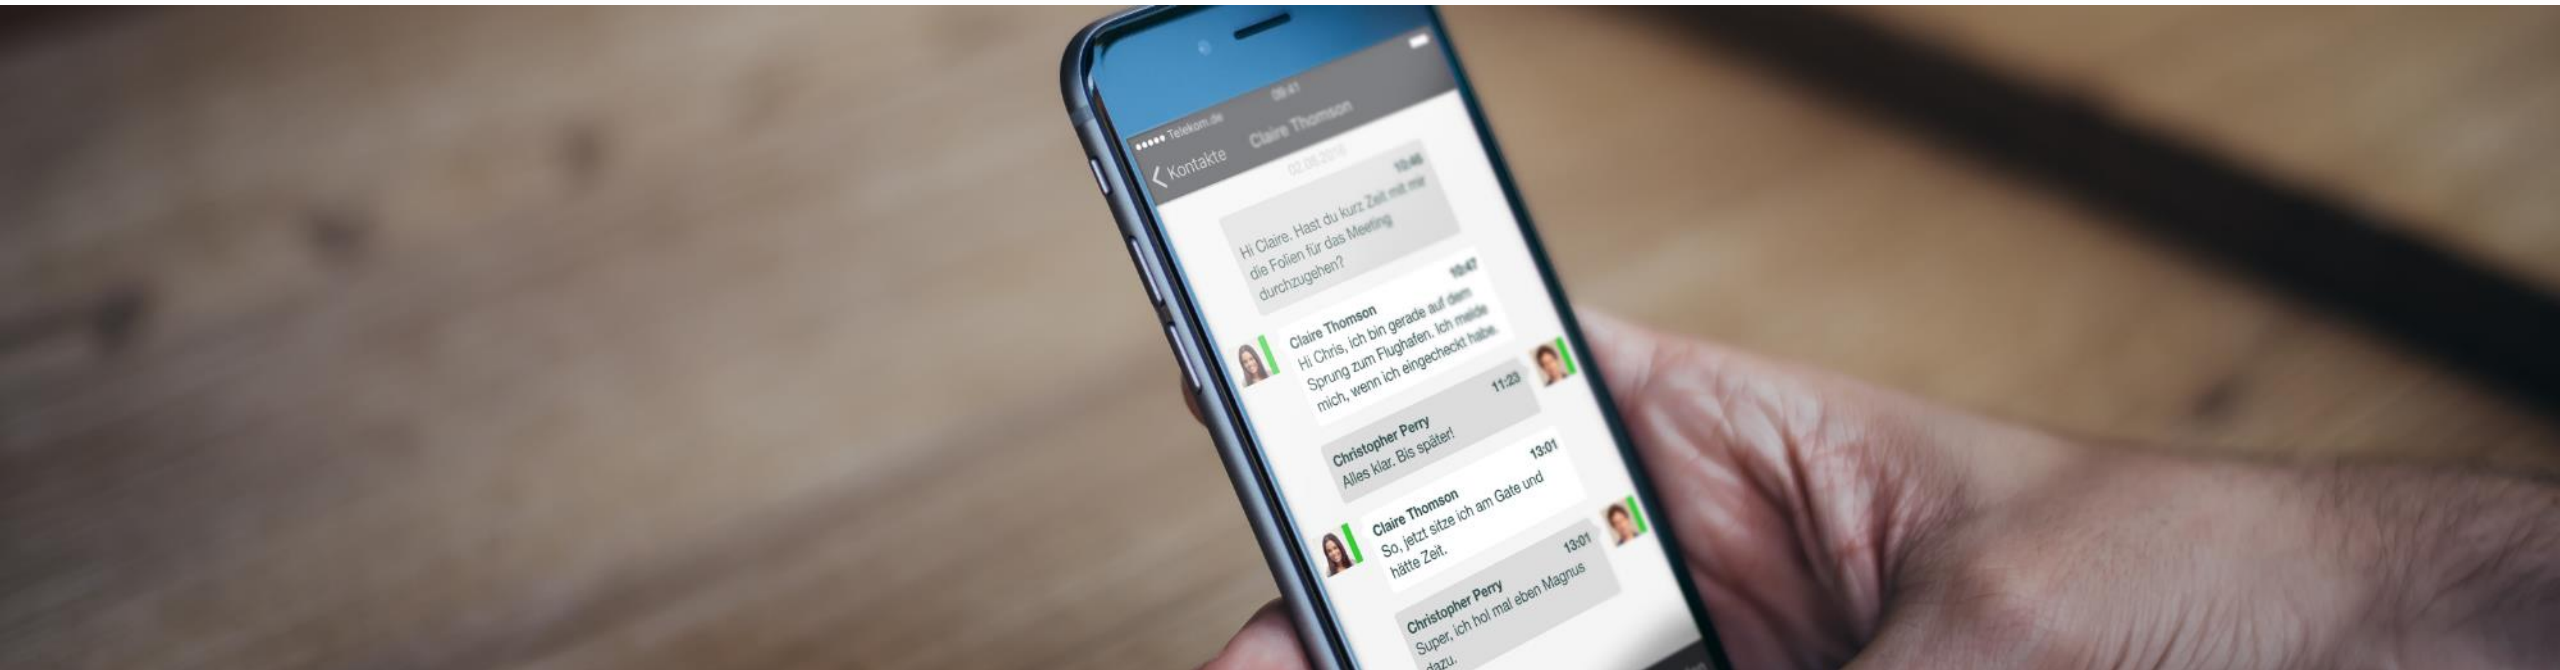 09:41
Telekom.de
Kontakte
Claire Thomson
10:46
Hi Claire. Hast du kurz Zeit mit mir
die Folien für das Meeting
durchzugehen?
10:47
Claire Thomson
Hi Chris, ich bin gerade auf dem
Sprung zum Flughafen. Ich melde
mich, wenn ich eingecheckt habe.
11:23
Christopher Perry
Alles klar. Bis später!
13:01
Claire Thomson
So, jetzt sitze ich am Gate und
hätte Zeit.
13:01
Christopher Perry
Super, ich hol mal eben Magnus
dazu.